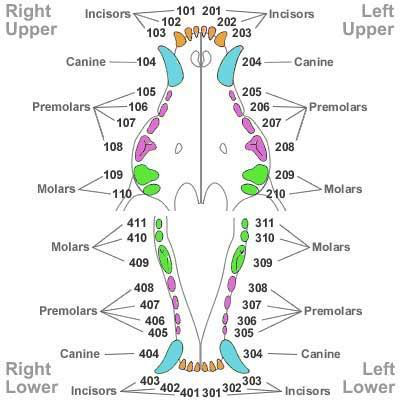 Right Upper Incisors 101 201 Incisors Left Upper
102 202
103 203
Canine 104 204 Canine
105 205
Premolars 106 206 Premolars
107 207
108 208
109 209
Molars 110 210 Molars
411 311
Molars 410 310 Molars
409 309
408 308
Premolars 407 307 Premolars
406 306
405 305
Canine 404 304 Canine
Right Lower 403 303 Left Lower
Incisors 402 401 301 302 Incisors